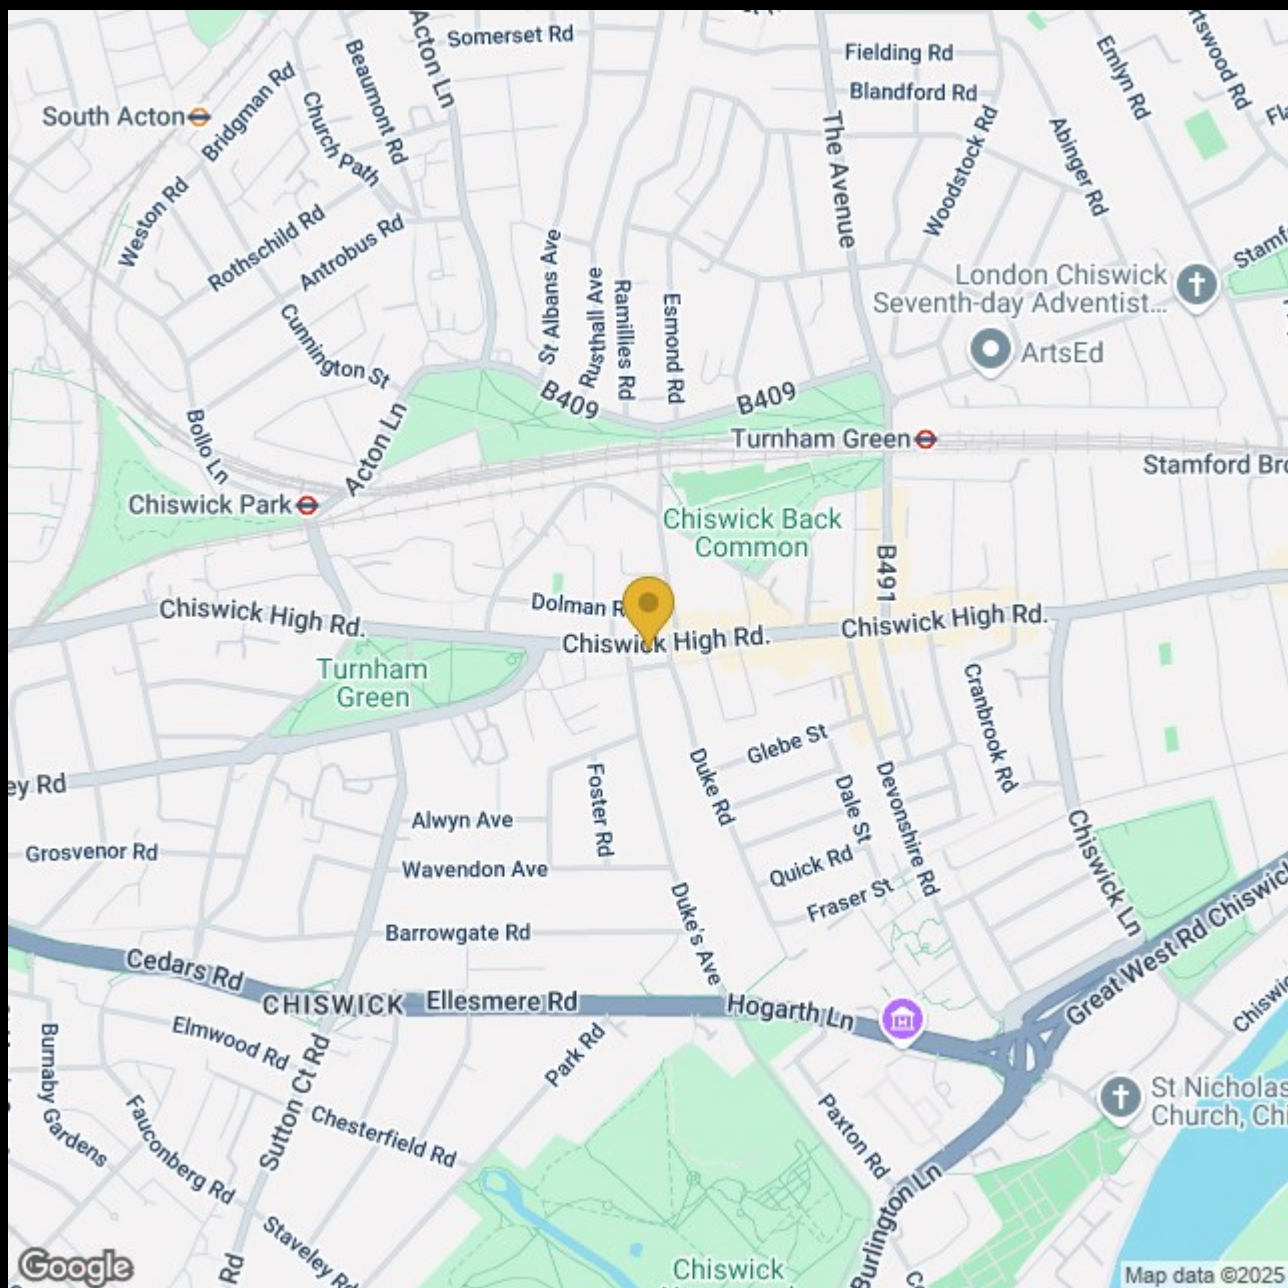 Somerset Rd
Acton Ln
Beaumont Rd
Bridgman Rd
South Acton
Church Path
Weston Rd
Rothschild Rd
Antrobus Rd
Cunnington St
Bollo Ln
Acton Ln
Chiswick Park
St Albans Ave
Rusthall Ave
Ramillies Rd
Esmond Rd
B409
B409
Fielding Rd
Blandford Rd
The Avenue
Woodstock Rd
Emlyn Rd
Abinger Rd
London Chiswick
Seventh-day Adventist...
ArtsEd
Turnham Green
Chiswick Back
Common
B491
Dolman
Chiswick High Rd.
Chiswick High Rd.
Chiswick High Rd.
Turnham
Green
Cranbrook Rd
Glebe St
Duke Rd
Dale St
Devonshire Rd
Chiswick Ln
Foster Rd
Alwyn Ave
Grosvenor Rd
Wavendon Ave
Quick Rd
Fraser St
Duke's Ave
Barrowgate Rd
Cedars Rd
CHISWICK
Ellesmere Rd
Hogarth Ln
Great West Rd
Elmwood Rd
Burnaby
Gardens
Park Rd
Sutton Ct Rd
Chesterfield Rd
Fauconberg Rd
Staveley Rd
Paxton Rd
Burlington Ln
St Nicholas
Church,
Chiswick
Google
Map data ©2025